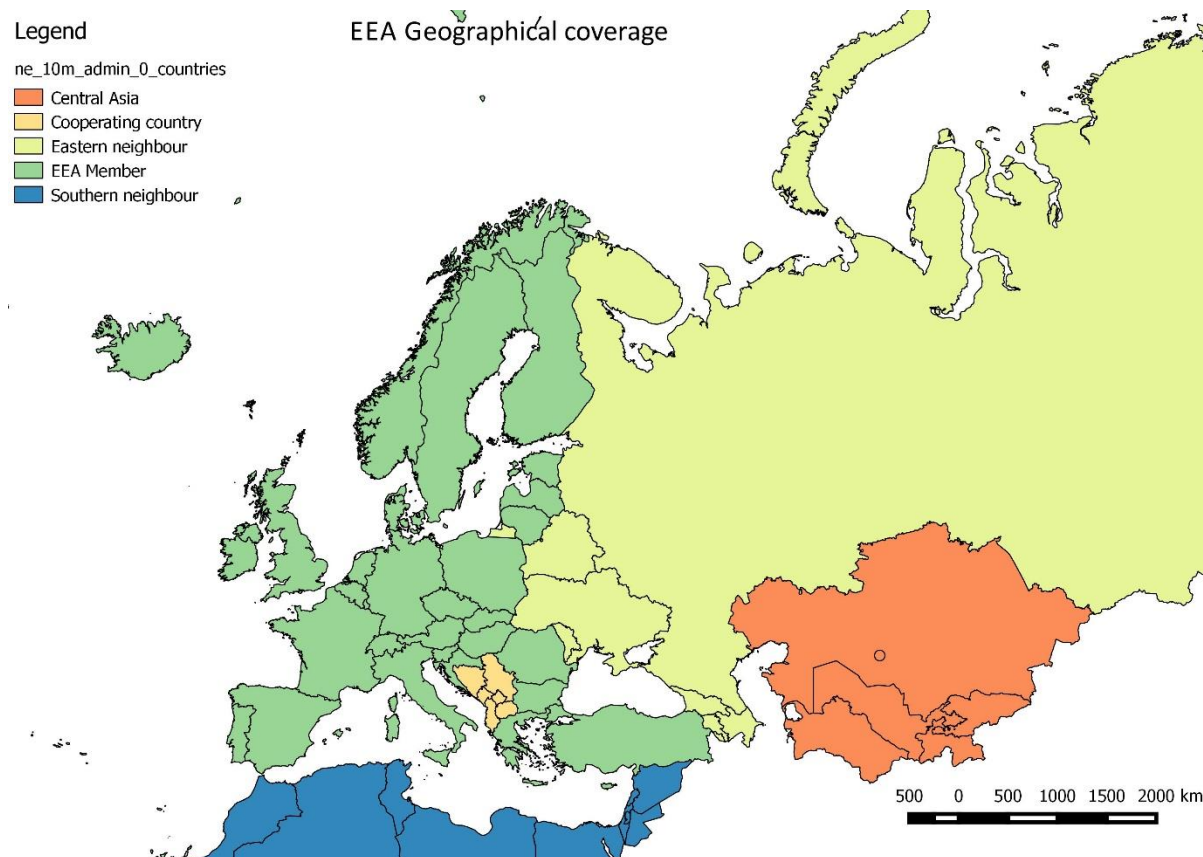 EEA Geographical coverage
Legend
ne_10m_admin_0_countries
Central Asia
Cooperating country
Eastern neighbour
EEA Member
Southern neighbour
500 0 500 1000 1500 2000 km